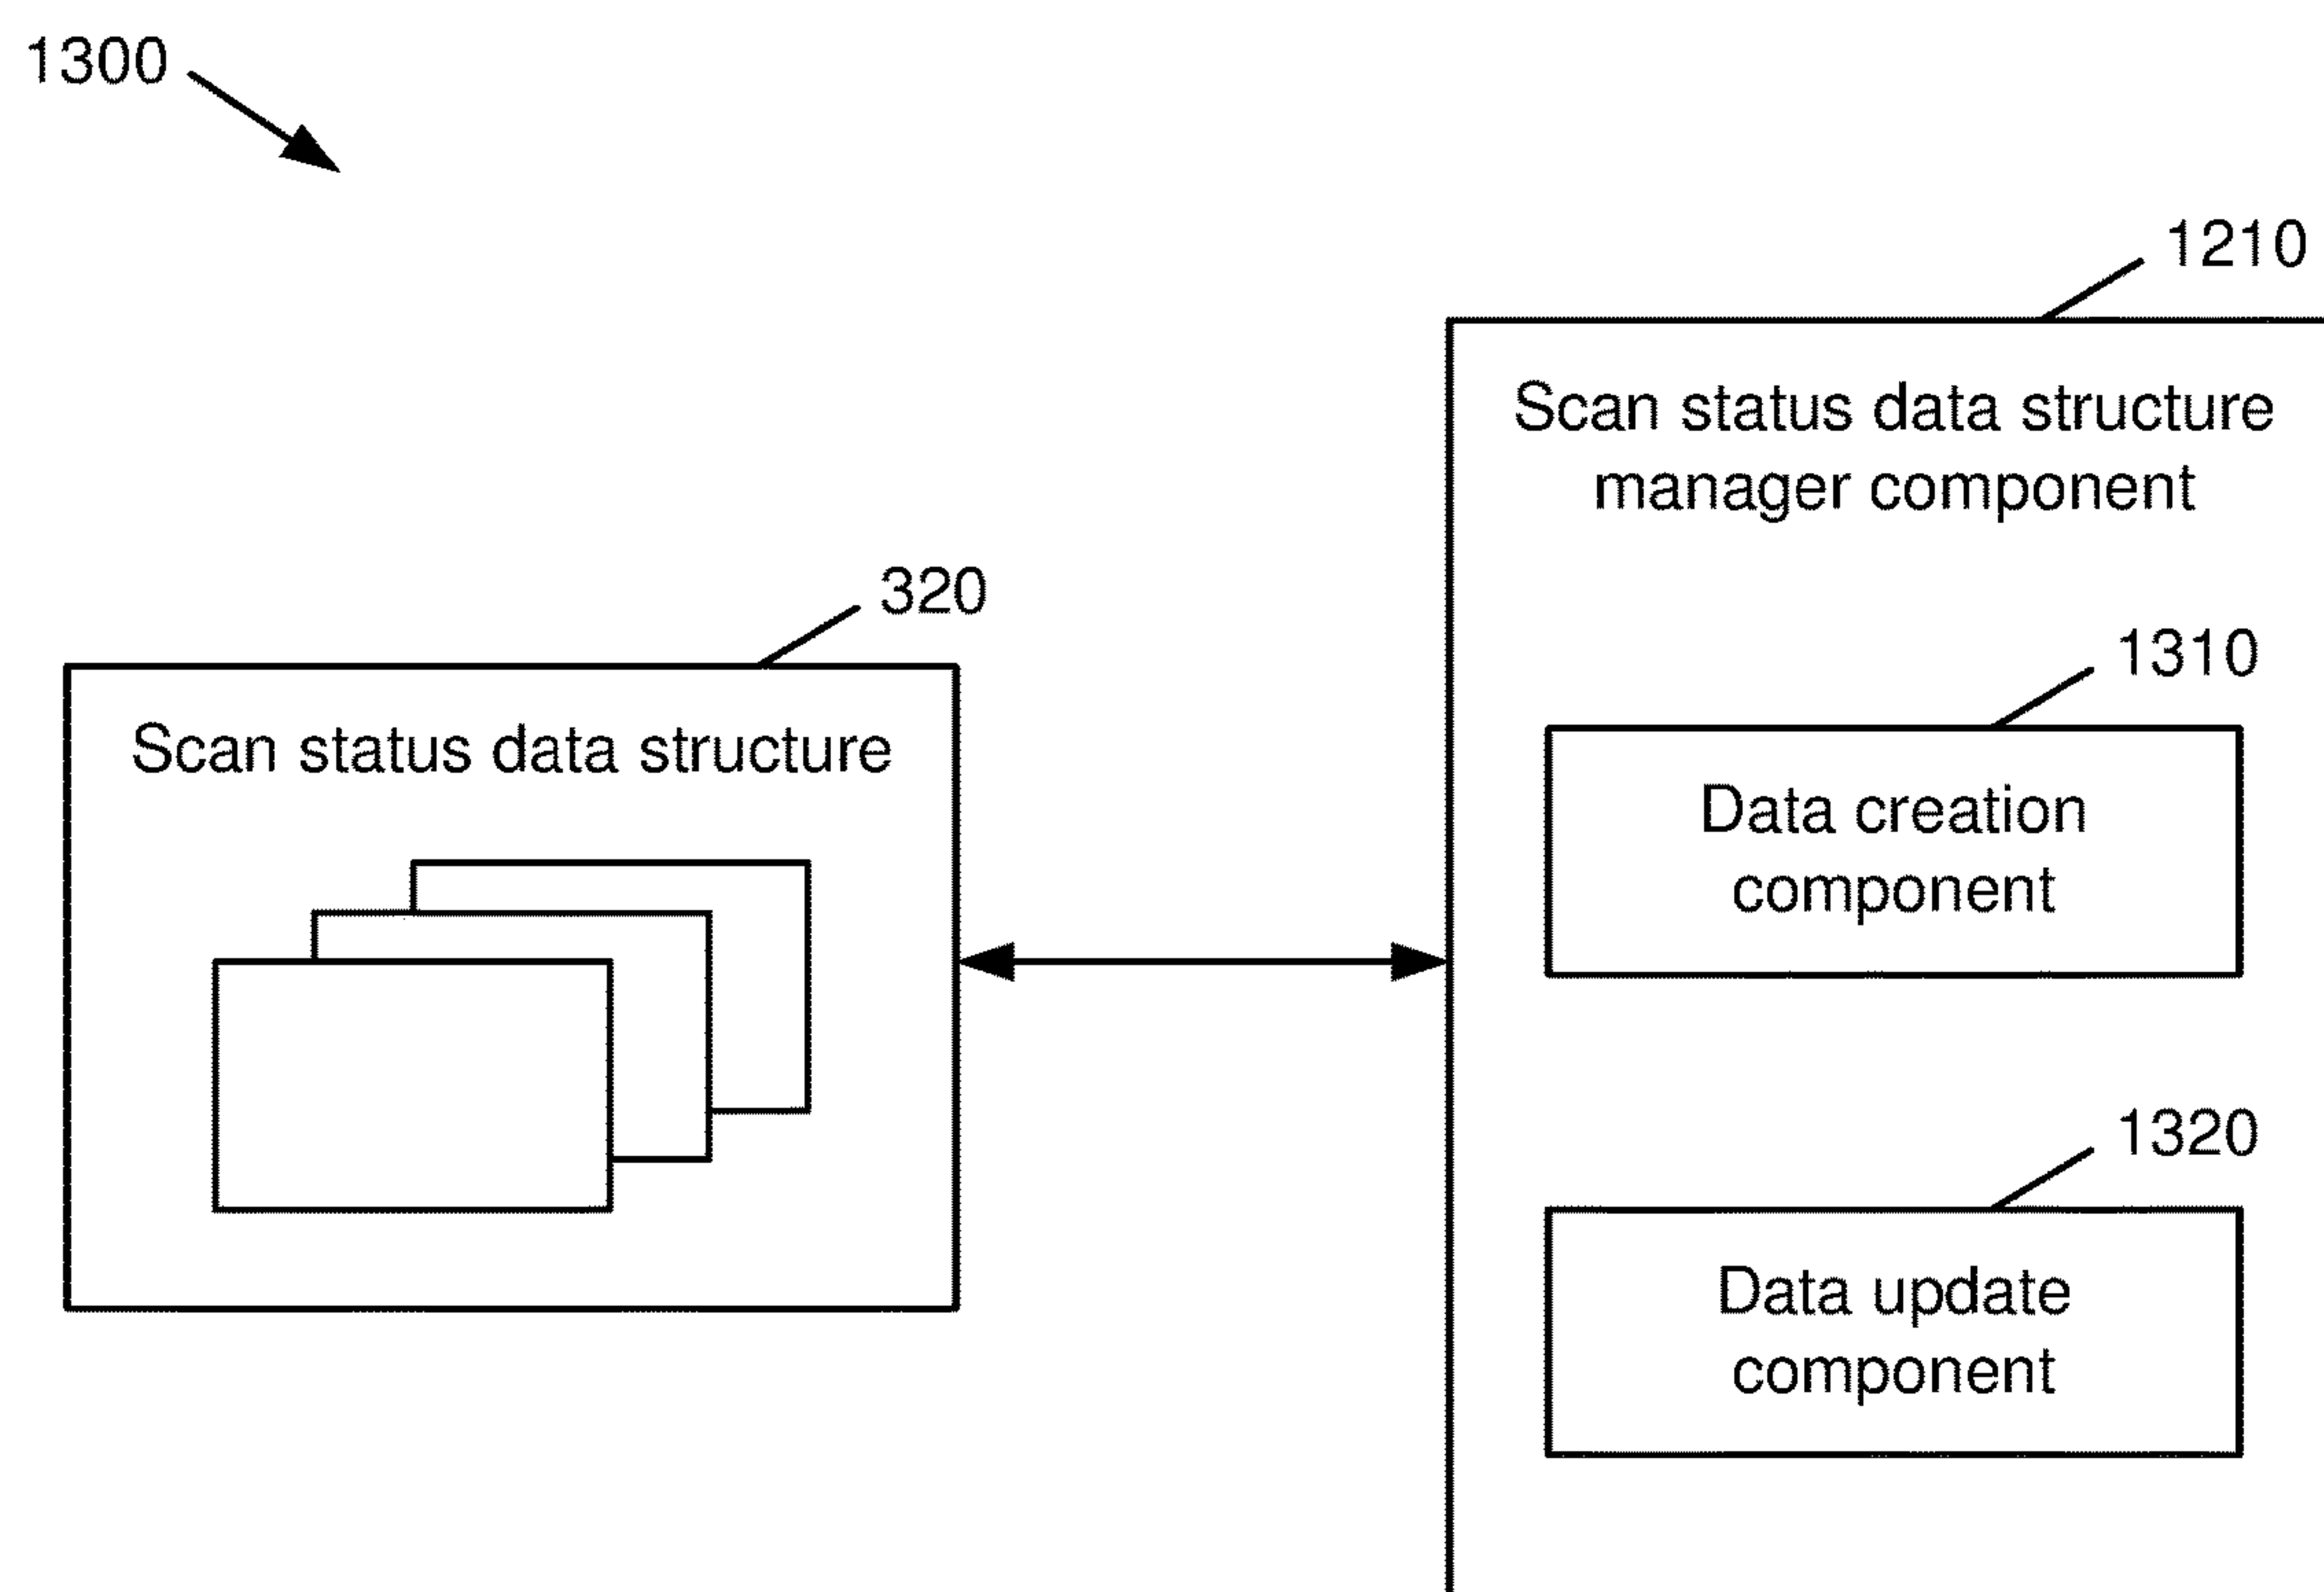 1300
1210
Scan status data structure
manager component
320
1310
Scan status data structure
Data creation
component
1320
Data update
component